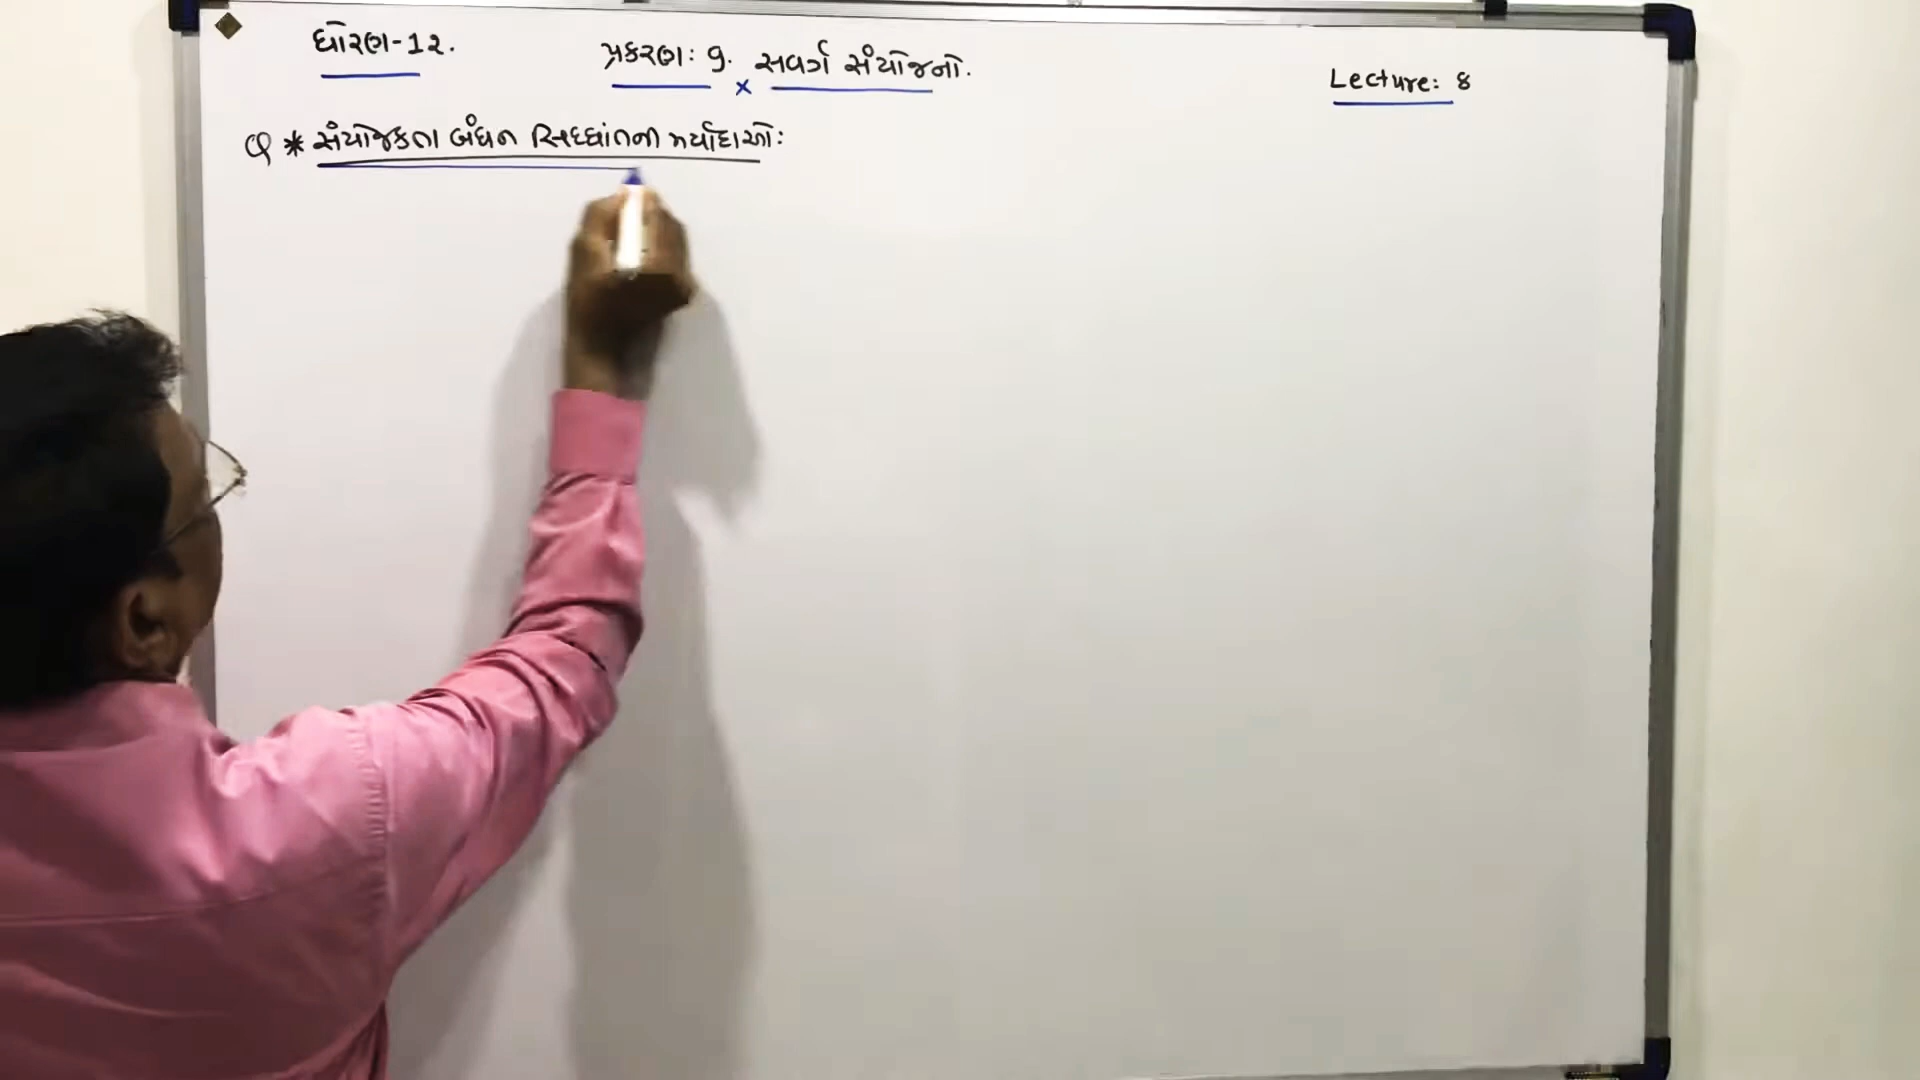 ધોરણ-12.
પ્રકરણ: 9. સવર્ગ સંયોજનો.
Lecture: 8
Q * સંયોજકતા બંધન સિધ્ધાંતની મર્યાદાઓ: